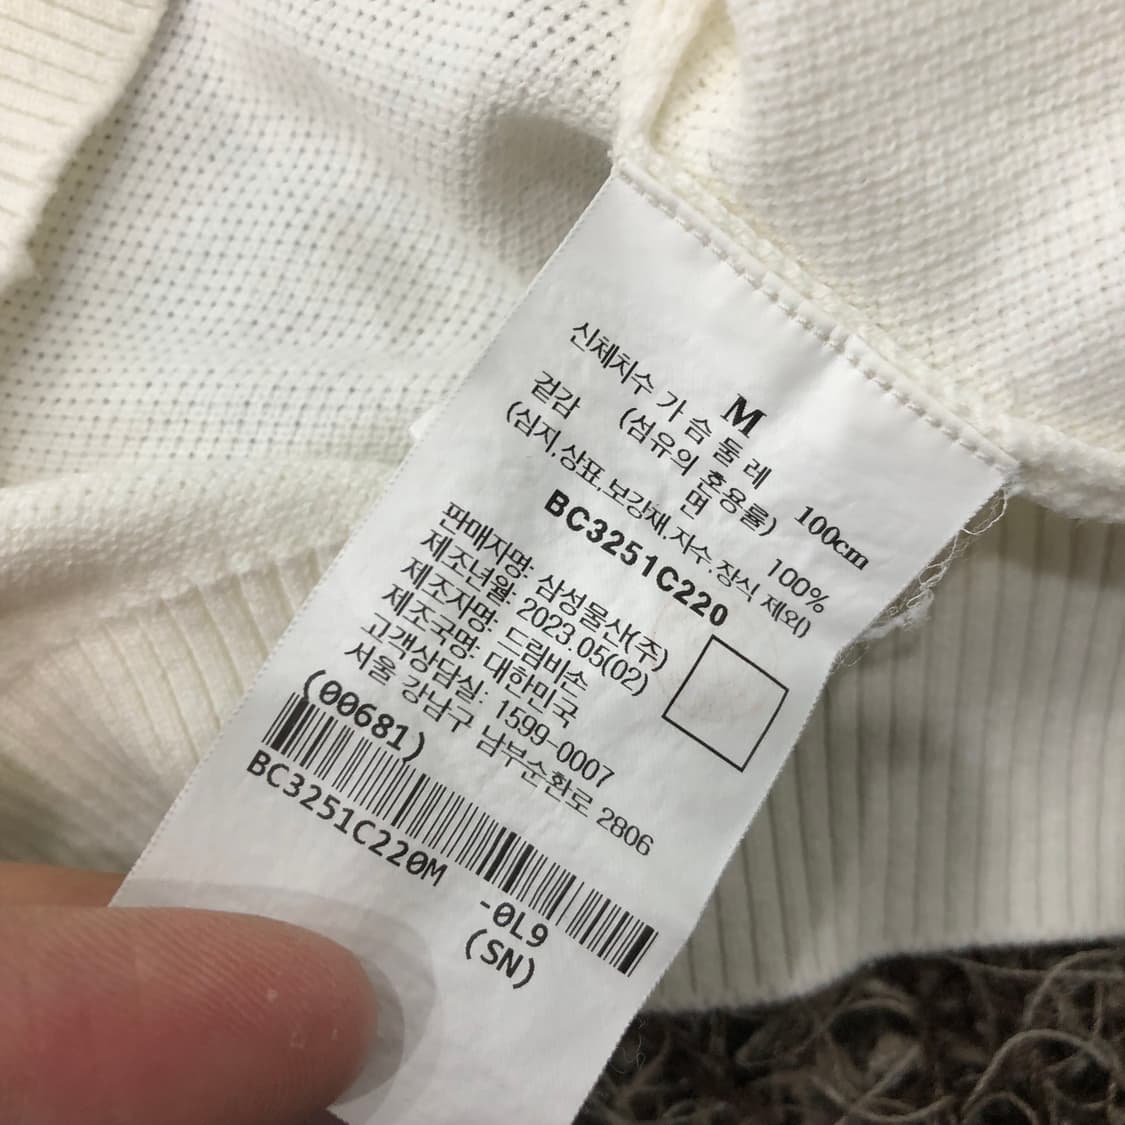 M
신체치수 가 슴 둘 레 100cm
(섬유의 혼용률)
겉감 면 100%
(심지,상표,보강재,자수 장식 제외)
BC3251C220
판매자명: 삼성물산(주)
제조년월: 2023.05(02)
제조자명: 드림비손
제조국명: 대한민국
고객상담실: 1599-0007
서울 강남구 남부순환로 2806
(00681)
BC3251C220M
-0L9
(SN)